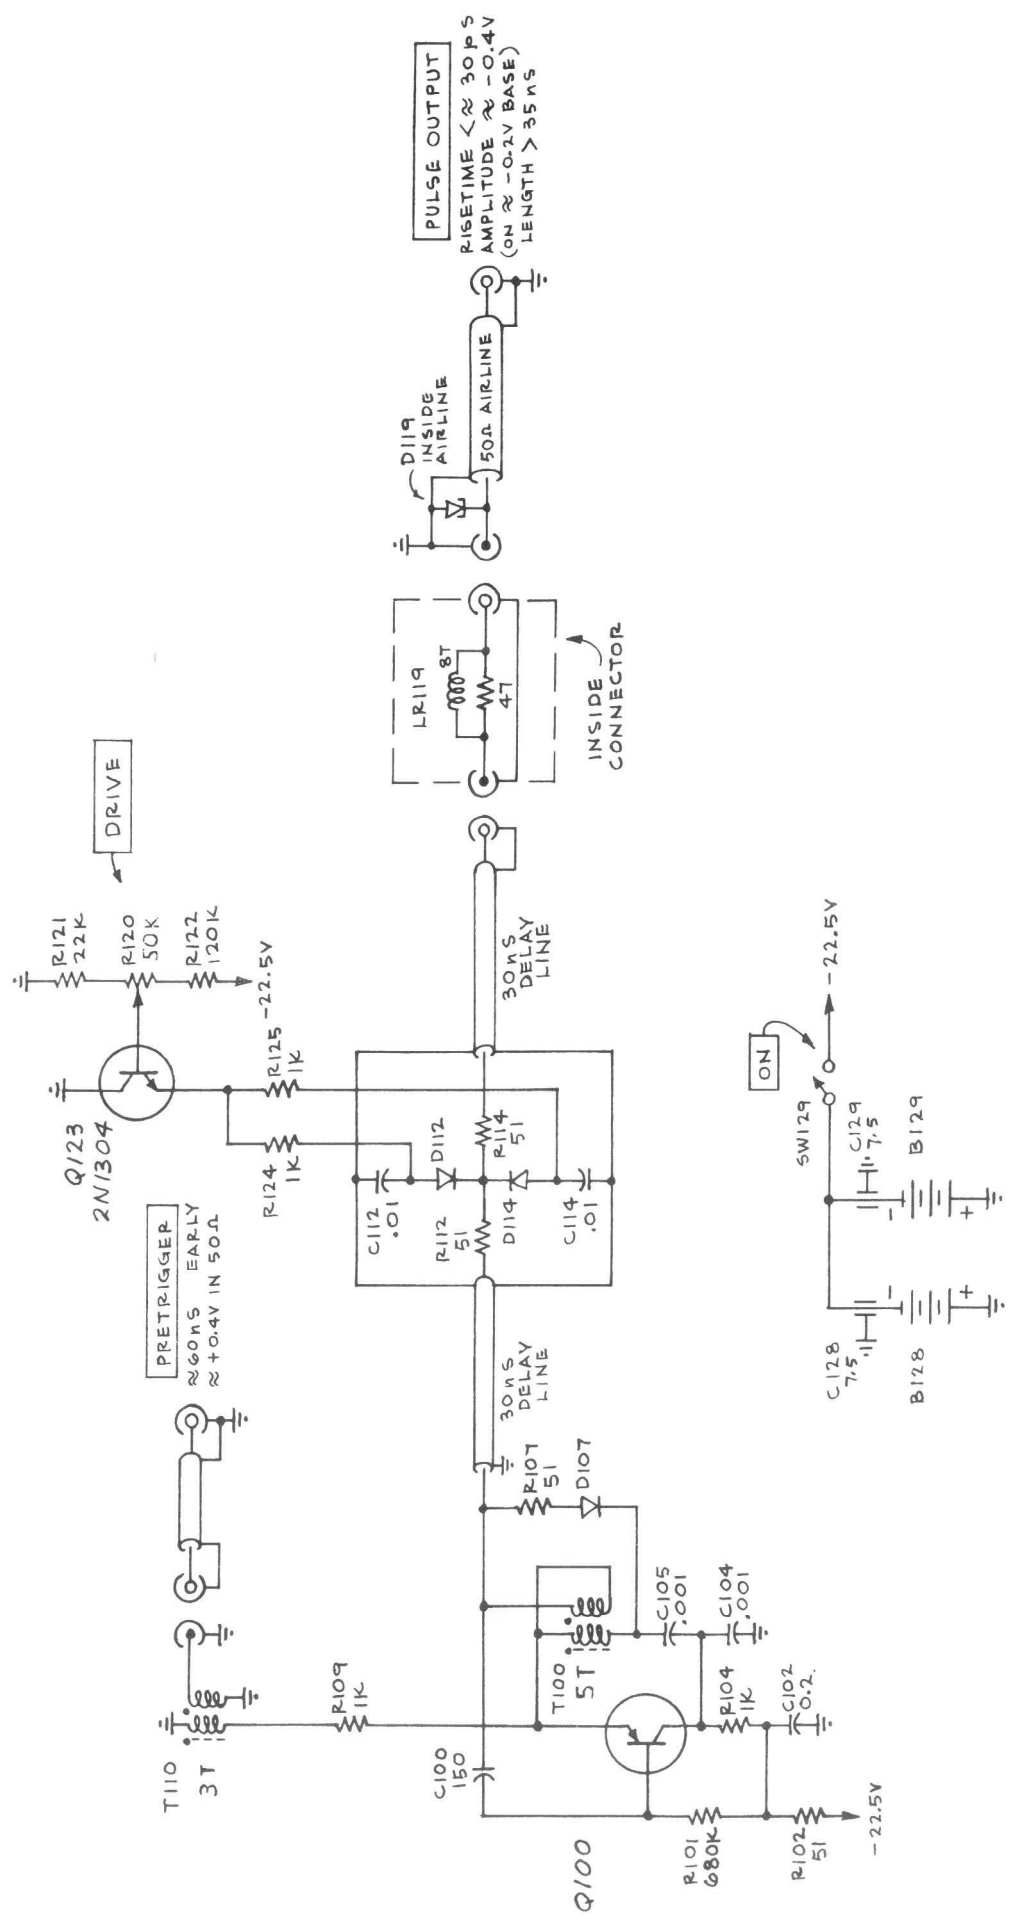 T110
3T
PRETRIGGER
≈60ns EARLY
≈+0.4V IN 50Ω
Q123
2N1304
R121
22K
R120
50K
R122
120K
-22.5V
DRIVE
R109
1K
R124
1K
R125
1K
C100
150
Q100
T100
5T
R101
680K
R102
51
-22.5V
R104
1K
C102
0.2
C105
.001
C104
.001
R107
51
D107
30ns
DELAY
LINE
C112
.01
D112
R112
51
R114
51
D114
C114
.01
30ns
DELAY
LINE
LR119
8T
47
INSIDE
CONNECTOR
D119
INSIDE
AIRLINE
50Ω AIRLINE
PULSE OUTPUT
RISETIME <≈30ps
AMPLITUDE ≈-0.4V
(ON ≈-0.2V BASE)
LENGTH >35ns
C128
7.5
-
+
B128
SW129
C129
7.5
-
+
B129
ON
-22.5V